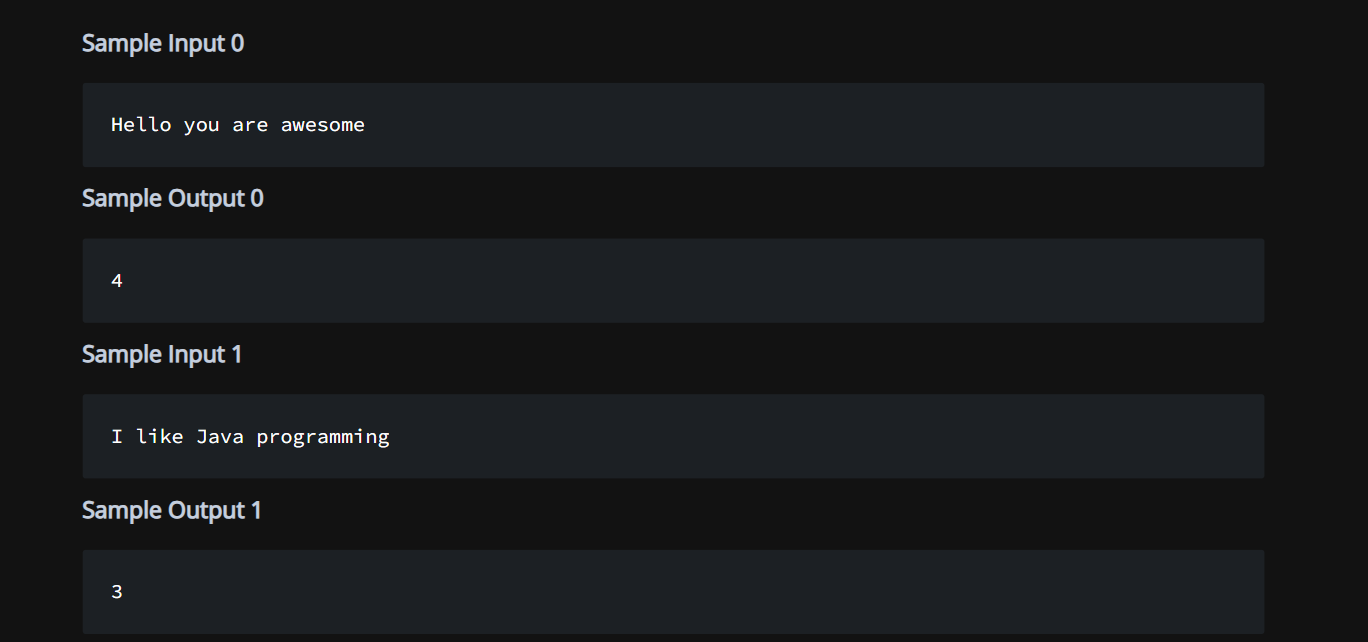 Sample Input 0
Hello you are awesome
Sample Output 0
4
Sample Input 1
I like Java programming
Sample Output 1
3